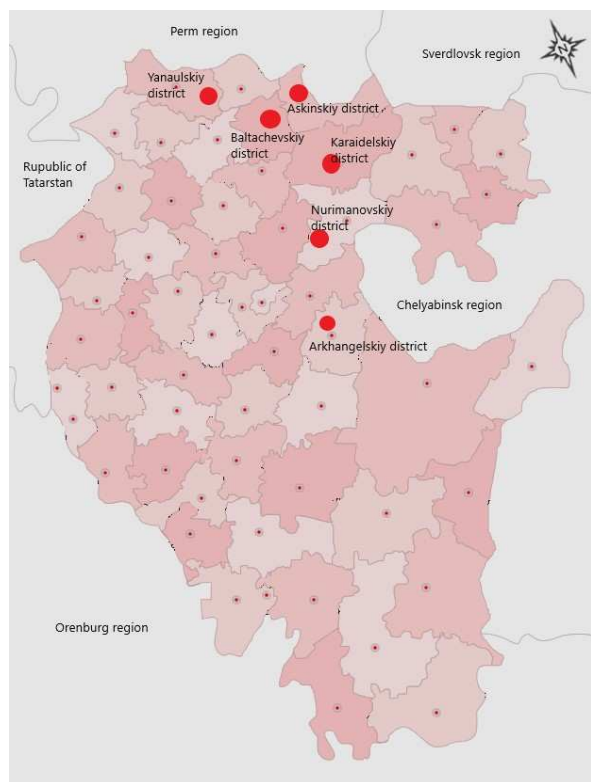 Perm region
Sverdlovsk region
Yanaulskiy
district
Askinskiy district
Baltachevskiy
district
Karaidelskiy
district
Rupublic of
Tatarstan
Nurimanovskiy
district
Chelyabinsk region
Arkhangelskiy district
Orenburg region
N